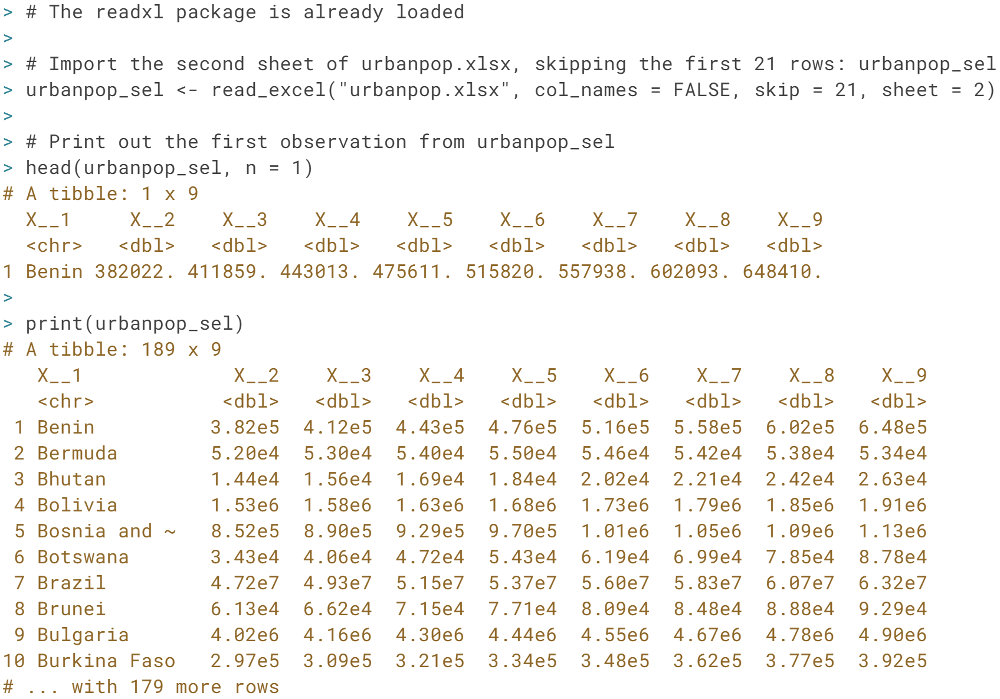 > # The readxl package is already loaded
>
> # Import the second sheet of urbanpop.xlsx, skipping the first 21 rows: urbanpop_sel
> urbanpop_sel <- read_excel("urbanpop.xlsx", col_names = FALSE, skip = 21, sheet = 2)
>
> # Print out the first observation from urbanpop_sel
> head(urbanpop_sel, n = 1)
# A tibble: 1 x 9
  X__1     X__2    X__3    X__4    X__5    X__6    X__7    X__8    X__9
  <chr>   <dbl>   <dbl>   <dbl>   <dbl>   <dbl>   <dbl>   <dbl>   <dbl>
1 Benin 382022. 411859. 443013. 475611. 515820. 557938. 602093. 648410.
>
> print(urbanpop_sel)
# A tibble: 189 x 9
   X__1             X__2    X__3    X__4    X__5    X__6    X__7    X__8    X__9
   <chr>           <dbl>   <dbl>   <dbl>   <dbl>   <dbl>   <dbl>   <dbl>   <dbl>
 1 Benin          3.82e5  4.12e5  4.43e5  4.76e5  5.16e5  5.58e5  6.02e5  6.48e5
 2 Bermuda        5.20e4  5.30e4  5.40e4  5.50e4  5.46e4  5.42e4  5.38e4  5.34e4
 3 Bhutan         1.44e4  1.56e4  1.69e4  1.84e4  2.02e4  2.21e4  2.42e4  2.63e4
 4 Bolivia        1.53e6  1.58e6  1.63e6  1.68e6  1.73e6  1.79e6  1.85e6  1.91e6
 5 Bosnia and ~   8.52e5  8.90e5  9.29e5  9.70e5  1.01e6  1.05e6  1.09e6  1.13e6
 6 Botswana       3.43e4  4.06e4  4.72e4  5.43e4  6.19e4  6.99e4  7.85e4  8.78e4
 7 Brazil         4.72e7  4.93e7  5.15e7  5.37e7  5.60e7  5.83e7  6.07e7  6.32e7
 8 Brunei         6.13e4  6.62e4  7.15e4  7.71e4  8.09e4  8.48e4  8.88e4  9.29e4
 9 Bulgaria       4.02e6  4.16e6  4.30e6  4.44e6  4.55e6  4.67e6  4.78e6  4.90e6
10 Burkina Faso   2.97e5  3.09e5  3.21e5  3.34e5  3.48e5  3.62e5  3.77e5  3.92e5
# ... with 179 more rows